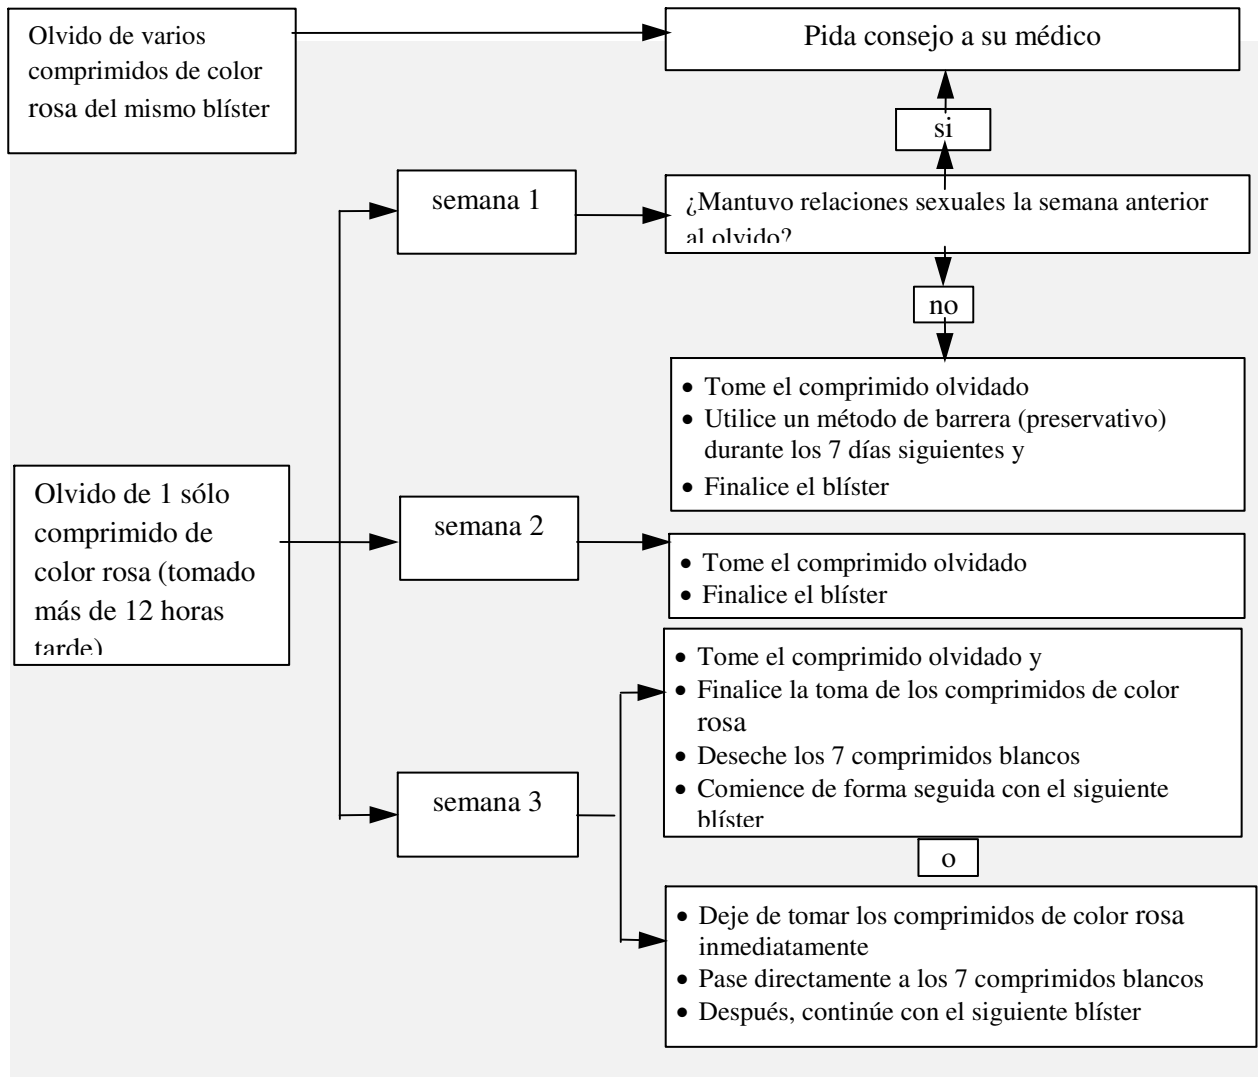 Olvido de varios
comprimidos de color
rosa del mismo blíster
Pida consejo a su médico
si
semana 1
¿Mantuvo relaciones sexuales la semana anterior
al olvido?
no
• Tome el comprimido olvidado
• Utilice un método de barrera (preservativo)
durante los 7 días siguientes y
• Finalice el blíster
Olvido de 1 sólo
comprimido de
color rosa (tomado
más de 12 horas
tarde)
semana 2
• Tome el comprimido olvidado
• Finalice el blíster
semana 3
• Tome el comprimido olvidado y
• Finalice la toma de los comprimidos de color
rosa
• Deseche los 7 comprimidos blancos
• Comience de forma seguida con el siguiente
blíster
o
• Deje de tomar los comprimidos de color rosa
inmediatamente
• Pase directamente a los 7 comprimidos blancos
• Después, continúe con el siguiente blíster